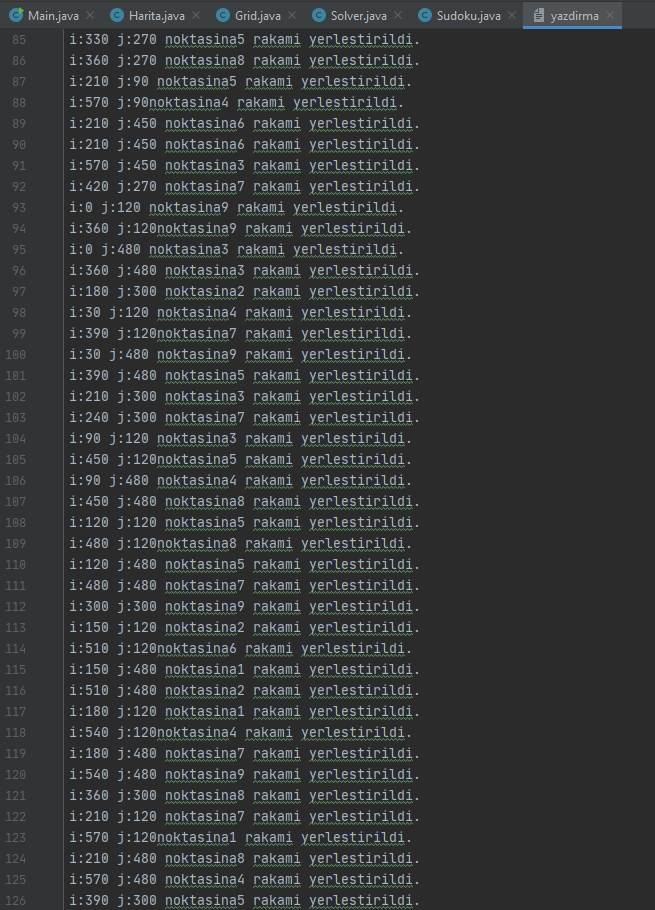 Main.java Harita.java Grid.java Solver.java Sudoku.java yazdirma
85 i:330 j:270 noktasina5 rakami yerlestirildi.
86 i:360 j:270 noktasina8 rakami yerlestirildi.
87 i:210 j:90 noktasina5 rakami yerlestirildi.
88 i:570 j:90noktasina4 rakami yerlestirildi.
89 i:210 j:450 noktasina6 rakami yerlestirildi.
90 i:210 j:450 noktasina6 rakami yerlestirildi.
91 i:570 j:450 noktasina3 rakami yerlestirildi.
92 i:420 j:270 noktasina7 rakami yerlestirildi.
93 i:0 j:120 noktasina9 rakami yerlestirildi.
94 i:360 j:120noktasina9 rakami yerlestirildi.
95 i:0 j:480 noktasina3 rakami yerlestirildi.
96 i:360 j:480 noktasina3 rakami yerlestirildi.
97 i:180 j:300 noktasina2 rakami yerlestirildi.
98 i:30 j:120 noktasina4 rakami yerlestirildi.
99 i:390 j:120noktasina7 rakami yerlestirildi.
100 i:30 j:480 noktasina9 rakami yerlestirildi.
101 i:390 j:480 noktasina5 rakami yerlestirildi.
102 i:210 j:300 noktasina3 rakami yerlestirildi.
103 i:240 j:300 noktasina7 rakami yerlestirildi.
104 i:90 j:120 noktasina3 rakami yerlestirildi.
105 i:450 j:120noktasina5 rakami yerlestirildi.
106 i:90 j:480 noktasina4 rakami yerlestirildi.
107 i:450 j:480 noktasina8 rakami yerlestirildi.
108 i:120 j:120 noktasina5 rakami yerlestirildi.
109 i:480 j:120noktasina8 rakami yerlestirildi.
110 i:120 j:480 noktasina5 rakami yerlestirildi.
111 i:480 j:480 noktasina7 rakami yerlestirildi.
112 i:300 j:300 noktasina9 rakami yerlestirildi.
113 i:150 j:120 noktasina2 rakami yerlestirildi.
114 i:510 j:120noktasina6 rakami yerlestirildi.
115 i:150 j:480 noktasina1 rakami yerlestirildi.
116 i:510 j:480 noktasina2 rakami yerlestirildi.
117 i:180 j:120 noktasina1 rakami yerlestirildi.
118 i:540 j:120noktasina4 rakami yerlestirildi.
119 i:180 j:480 noktasina7 rakami yerlestirildi.
120 i:540 j:480 noktasina9 rakami yerlestirildi.
121 i:360 j:300 noktasina8 rakami yerlestirildi.
122 i:210 j:120 noktasina7 rakami yerlestirildi.
123 i:570 j:120noktasina1 rakami yerlestirildi.
124 i:210 j:480 noktasina8 rakami yerlestirildi.
125 i:570 j:480 noktasina4 rakami yerlestirildi.
126 i:390 j:300 noktasina5 rakami yerlestirildi.